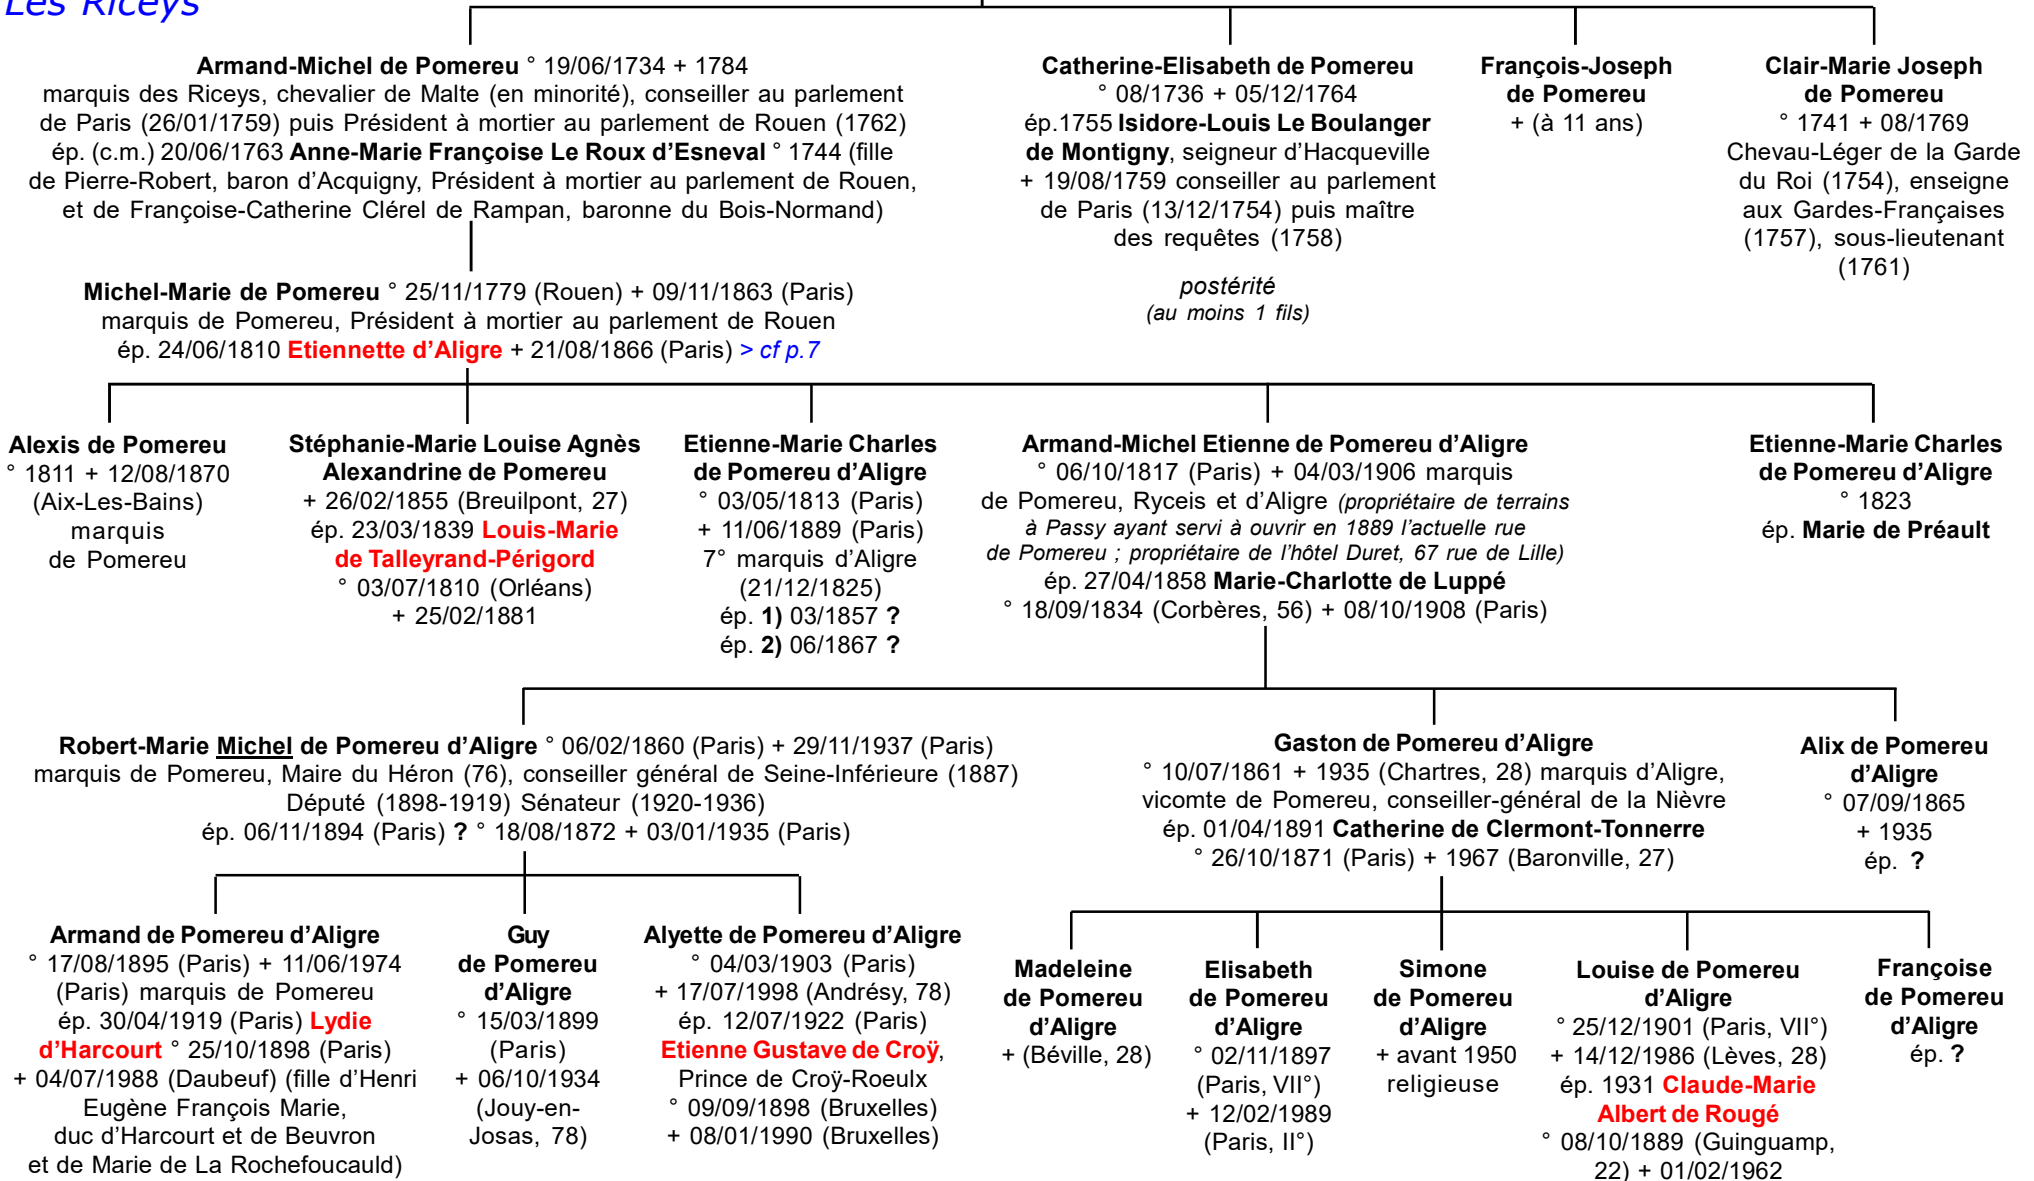 Les Riceys
Armand-Michel de Pomereu ° 19/06/1734 + 1784
marquis des Riceys, chevalier de Malte (en minorité), conseiller au parlement
de Paris (26/01/1759) puis Président à mortier au parlement de Rouen (1762)
ép. (c.m.) 20/06/1763 Anne-Marie Françoise Le Roux d’Esneval ° 1744 (fille
de Pierre-Robert, baron d’Acquigny, Président à mortier au parlement de Rouen,
et de Françoise-Catherine Clérel de Rampan, baronne du Bois-Normand)
Catherine-Elisabeth de Pomereu
° 08/1736 + 05/12/1764
ép.1755 Isidore-Louis Le Boulanger
de Montigny, seigneur d’Hacqueville
+ 19/08/1759 conseiller au parlement
de Paris (13/12/1754) puis maître
des requêtes (1758)
postérité
(au moins 1 fils)
François-Joseph
de Pomereu
+ (à 11 ans)
Clair-Marie Joseph
de Pomereu
° 1741 + 08/1769
Chevau-Léger de la Garde
du Roi (1754), enseigne
aux Gardes-Françaises
(1757), sous-lieutenant
(1761)
Michel-Marie de Pomereu ° 25/11/1779 (Rouen) + 09/11/1863 (Paris)
marquis de Pomereu, Président à mortier au parlement de Rouen
ép. 24/06/1810 Etiennette d’Aligre + 21/08/1866 (Paris) > cf p.7
Alexis de Pomereu
° 1811 + 12/08/1870
(Aix-Les-Bains)
marquis
de Pomereu
Stéphanie-Marie Louise Agnès
Alexandrine de Pomereu
+ 26/02/1855 (Breuilpont, 27)
ép. 23/03/1839 Louis-Marie
de Talleyrand-Périgord
° 03/07/1810 (Orléans)
+ 25/02/1881
Etienne-Marie Charles
de Pomereu d’Aligre
° 03/05/1813 (Paris)
+ 11/06/1889 (Paris)
7° marquis d’Aligre
(21/12/1825)
ép. 1) 03/1857 ?
ép. 2) 06/1867 ?
Armand-Michel Etienne de Pomereu d’Aligre
° 06/10/1817 (Paris) + 04/03/1906 marquis
de Pomereu, Ryceis et d’Aligre (propriétaire de terrains
à Passy ayant servi à ouvrir en 1889 l’actuelle rue
de Pomereu ; propriétaire de l’hôtel Duret, 67 rue de Lille)
ép. 27/04/1858 Marie-Charlotte de Luppé
° 18/09/1834 (Corbères, 56) + 08/10/1908 (Paris)
Etienne-Marie Charles
de Pomereu d’Aligre
° 1823
ép. Marie de Préault
Robert-Marie Michel de Pomereu d’Aligre ° 06/02/1860 (Paris) + 29/11/1937 (Paris)
marquis de Pomereu, Maire du Héron (76), conseiller général de Seine-Inférieure (1887)
Député (1898-1919) Sénateur (1920-1936)
ép. 06/11/1894 (Paris) ? ° 18/08/1872 + 03/01/1935 (Paris)
Gaston de Pomereu d’Aligre
° 10/07/1861 + 1935 (Chartres, 28) marquis d’Aligre,
vicomte de Pomereu, conseiller-général de la Nièvre
ép. 01/04/1891 Catherine de Clermont-Tonnerre
° 26/10/1871 (Paris) + 1967 (Baronville, 27)
Alix de Pomereu
d’Aligre
° 07/09/1865
+ 1935
ép. ?
Armand de Pomereu d’Aligre
° 17/08/1895 (Paris) + 11/06/1974
(Paris) marquis de Pomereu
ép. 30/04/1919 (Paris) Lydie
d’Harcourt ° 25/10/1898 (Paris)
+ 04/07/1988 (Daubeuf) (fille d’Henri
Eugène François Marie,
duc d’Harcourt et de Beuvron
et de Marie de La Rochefoucauld)
Guy
de Pomereu
d’Aligre
° 15/03/1899
(Paris)
+ 06/10/1934
(Jouy-en-
Josas, 78)
Alyette de Pomereu d’Aligre
° 04/03/1903 (Paris)
+ 17/07/1998 (Andrésy, 78)
ép. 12/07/1922 (Paris)
Etienne Gustave de Croÿ,
Prince de Croÿ-Roeulx
° 09/09/1898 (Bruxelles)
+ 08/01/1990 (Bruxelles)
Madeleine
de Pomereu
d’Aligre
+ (Béville, 28)
Elisabeth
de Pomereu
d’Aligre
° 02/11/1897
(Paris, VII°)
+ 12/02/1989
(Paris, II°)
Simone
de Pomereu
d’Aligre
+ avant 1950
religieuse
Louise de Pomereu
d’Aligre
° 25/12/1901 (Paris, VII°)
+ 14/12/1986 (Lèves, 28)
ép. 1931 Claude-Marie
Albert de Rougé
° 08/10/1889 (Guinguamp,
22) + 01/02/1962
Françoise
de Pomereu
d’Aligre
ép. ?